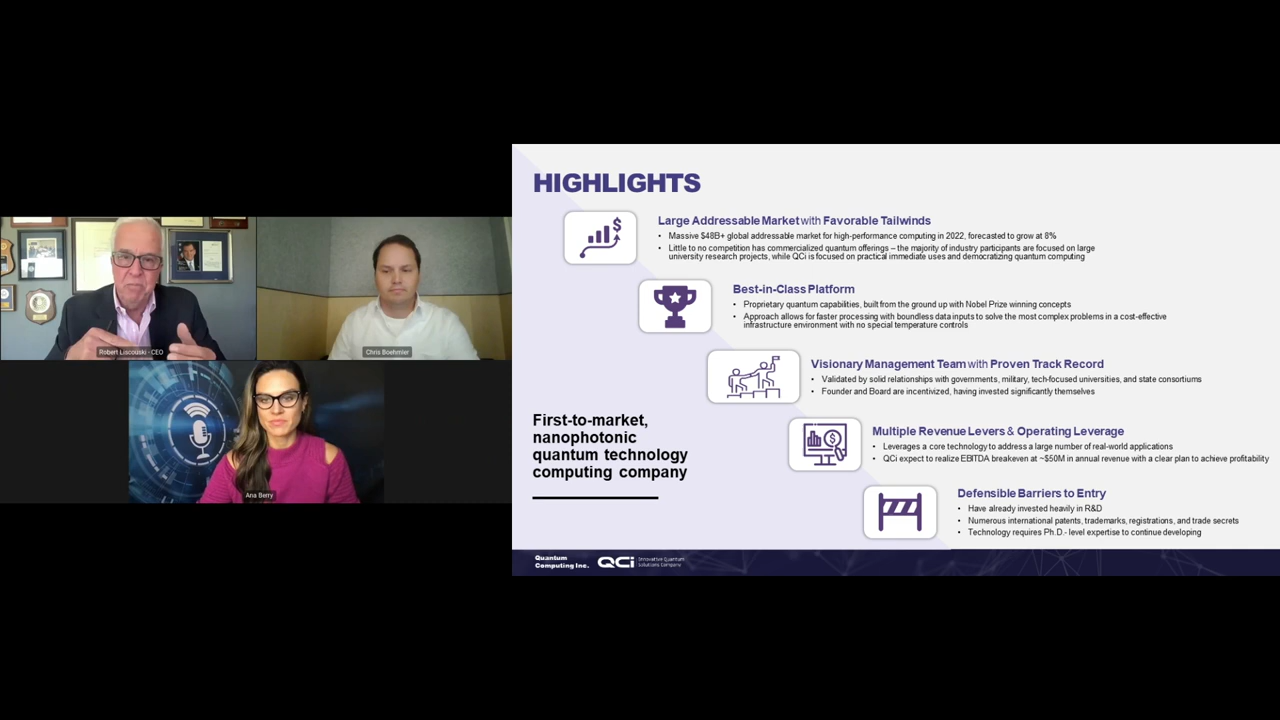 Robert Liscouski - CEO
Chris Boehmler
Ana Berry
HIGHLIGHTS
Large Addressable Market with Favorable Tailwinds
• Massive $48B+ global addressable market for high-performance computing in 2022, forecasted to grow at 8%
• Little to no competition has commercialized quantum offerings – the majority of industry participants are focused on large
university research projects, while QCi is focused on practical immediate uses and democratizing quantum computing
Best-in-Class Platform
• Proprietary quantum capabilities, built from the ground up with Nobel Prize winning concepts
• Approach allows for faster processing with boundless data inputs to solve the most complex problems in a cost-effective
infrastructure environment with no special temperature controls
Visionary Management Team with Proven Track Record
• Validated by solid relationships with governments, military, tech-focused universities, and state consortiums
• Founder and Board are incentivized, having invested significantly themselves
First-to-market,
nanophotonic
quantum technology
computing company
Multiple Revenue Levers & Operating Leverage
• Leverages a core technology to address a large number of real-world applications
• QCi expect to realize EBITDA breakeven at ~$50M in annual revenue with a clear plan to achieve profitability
Defensible Barriers to Entry
• Have already invested heavily in R&D
• Numerous international patents, trademarks, registrations, and trade secrets
• Technology requires Ph.D.- level expertise to continue developing
Quantum
Computing Inc.
QCi
Innovative Quantum
Solutions Company